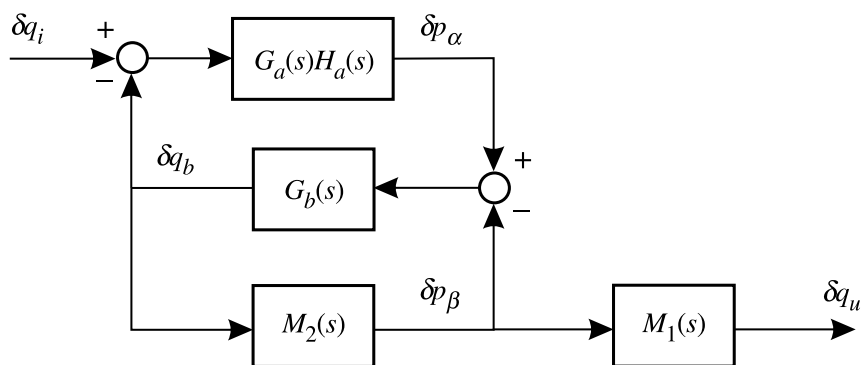 δq_i
+
−
G_a(s)H_a(s)
δp_α
δq_b
G_b(s)
+
−
M_2(s)
δp_β
M_1(s)
δq_u